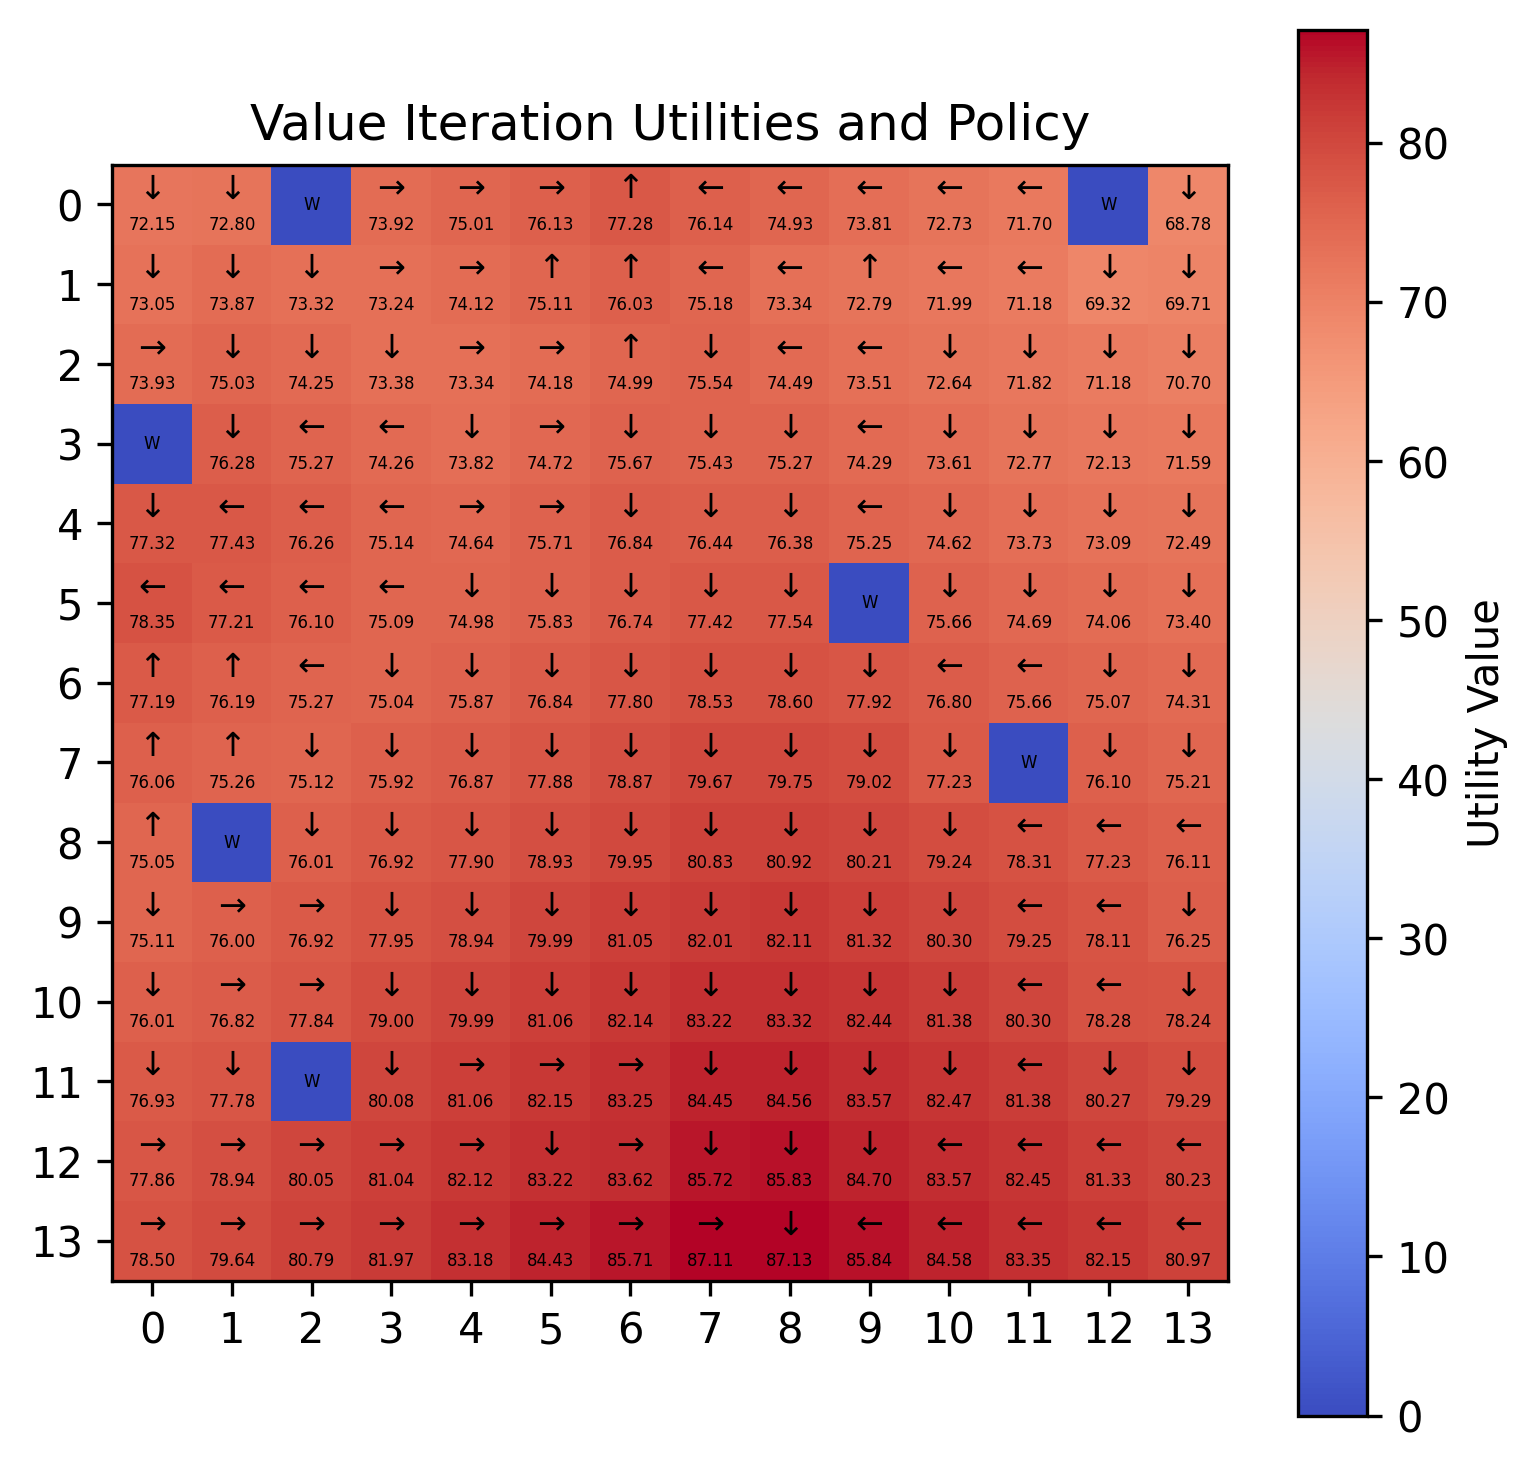 Value Iteration Utilities and Policy
0 ↓ ↓ W → → → ↑ ← ← ← ← ← W ↓
72.15 72.80 73.92 75.01 76.13 77.28 76.14 74.93 73.81 72.73 71.70 68.78
1 ↓ ↓ ↓ → → ↑ ↑ ← ← ↑ ← ← ↓ ↓
73.05 73.87 73.32 73.24 74.12 75.11 76.03 75.18 73.34 72.79 71.99 71.18 69.32 69.71
2 → ↓ ↓ ↓ → → ↑ ↓ ← ← ↓ ↓ ↓ ↓
73.93 75.03 74.25 73.38 73.34 74.18 74.99 75.54 74.49 73.51 72.64 71.82 71.18 70.70
3 W ↓ ← ← ↓ → ↓ ↓ ↓ ← ↓ ↓ ↓ ↓
76.28 75.27 74.26 73.82 74.72 75.67 75.43 75.27 74.29 73.61 72.77 72.13 71.59
4 ↓ ← ← ← → → ↓ ↓ ↓ ← ↓ ↓ ↓ ↓
77.32 77.43 76.26 75.14 74.64 75.71 76.84 76.44 76.38 75.25 74.62 73.73 73.09 72.49
5 ← ← ← ← ↓ ↓ ↓ ↓ ↓ W ↓ ↓ ↓ ↓
78.35 77.21 76.10 75.09 74.98 75.83 76.74 77.42 77.54 75.66 74.69 74.06 73.40
6 ↑ ↑ ← ↓ ↓ ↓ ↓ ↓ ↓ ↓ ← ← ↓ ↓
77.19 76.19 75.27 75.04 75.87 76.84 77.80 78.53 78.60 77.92 76.80 75.66 75.07 74.31
7 ↑ ↑ ↓ ↓ ↓ ↓ ↓ ↓ ↓ ↓ ↓ W ↓ ↓
76.06 75.26 75.12 75.92 76.87 77.88 78.87 79.67 79.75 79.02 77.23 76.10 75.21
8 ↑ W ↓ ↓ ↓ ↓ ↓ ↓ ↓ ↓ ↓ ← ← ←
75.05 76.01 76.92 77.90 78.93 79.95 80.83 80.92 80.21 79.24 78.31 77.23 76.11
9 ↓ → → ↓ ↓ ↓ ↓ ↓ ↓ ↓ ↓ ← ← ↓
75.11 76.00 76.92 77.95 78.94 79.99 81.05 82.01 82.11 81.32 80.30 79.25 78.11 76.25
10 ↓ → → ↓ ↓ ↓ ↓ ↓ ↓ ↓ ↓ ← ← ↓
76.01 76.82 77.84 79.00 79.99 81.06 82.14 83.22 83.32 82.44 81.38 80.30 78.28 78.24
11 ↓ ↓ W ↓ → → → ↓ ↓ ↓ ↓ ← ↓ ↓
76.93 77.78 80.08 81.06 82.15 83.25 84.45 84.56 83.57 82.47 81.38 80.27 79.29
12 → → → → → ↓ → ↓ ↓ ↓ ← ← ← ←
77.86 78.94 80.05 81.04 82.12 83.22 83.62 85.72 85.83 84.70 83.57 82.45 81.33 80.23
13 → → → → → → → → ↓ ← ← ← ← ←
78.50 79.64 80.79 81.97 83.18 84.43 85.71 87.11 87.13 85.84 84.58 83.35 82.15 80.97
0 1 2 3 4 5 6 7 8 9 10 11 12 13
80
70
60
50
40
30
20
10
0
Utility Value